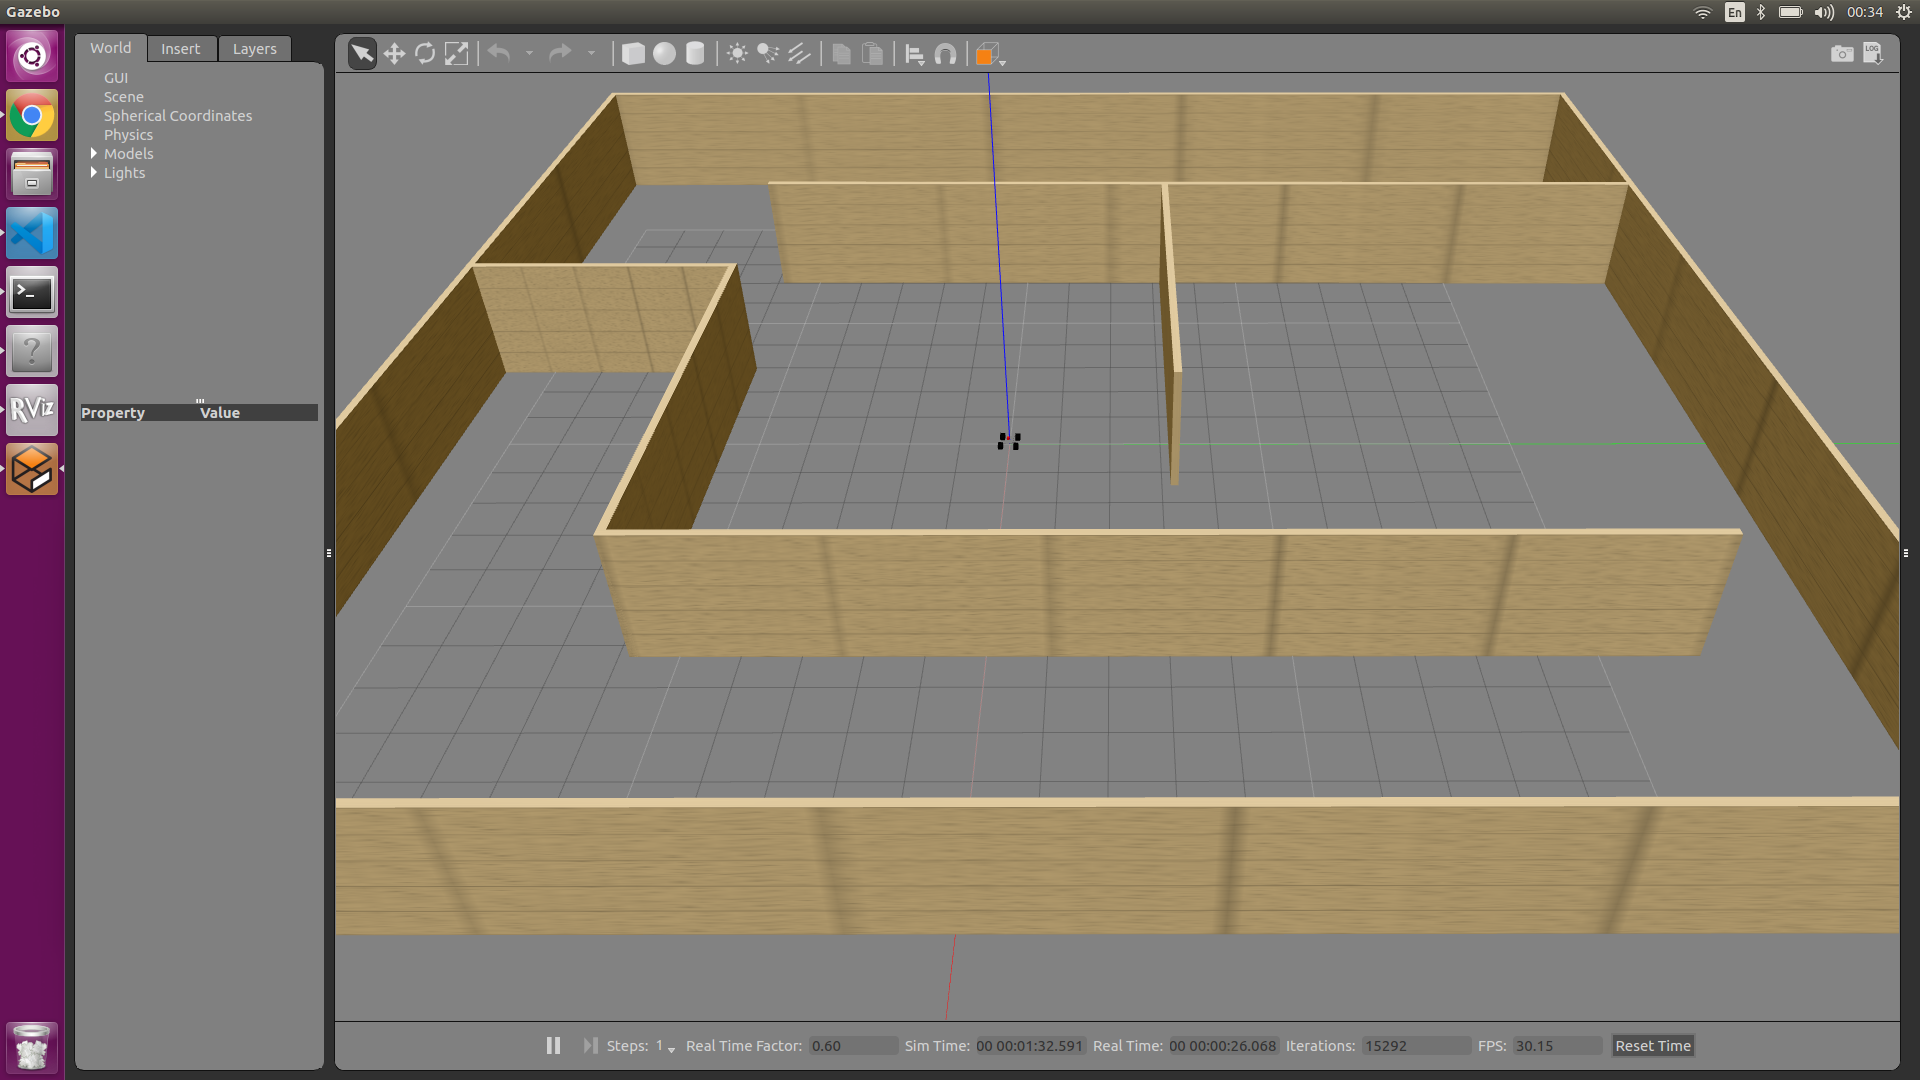 Gazebo
En
00:34
World
Insert
Layers
GUI
Scene
Spherical Coordinates
Physics
Models
Lights
Property Value
LOG
>_
?
RViz
Steps: 1 Real Time Factor: 0.60 Sim Time: 00 00:01:32.591 Real Time: 00 00:00:26.068 Iterations: 15292 FPS: 30.15 Reset Time